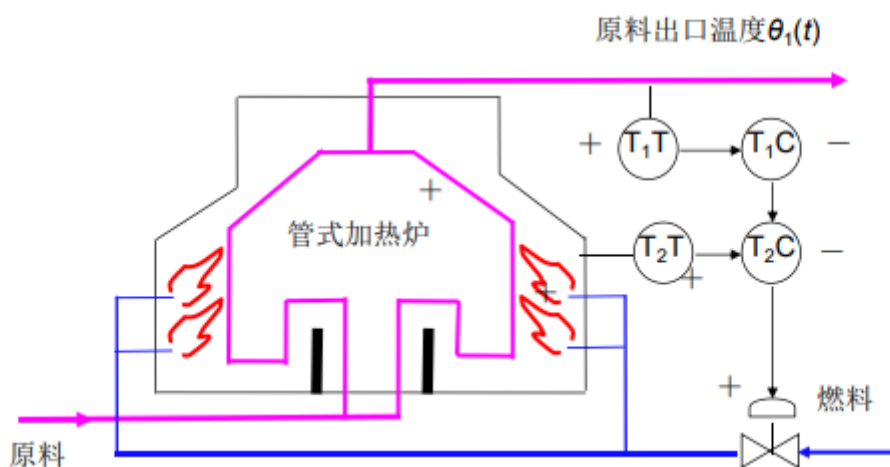 原料出口温度θ₁(t)
+ T₁T T₁C −
+
管式加热炉
T₂T + T₂C −
+
+ 燃料
原料